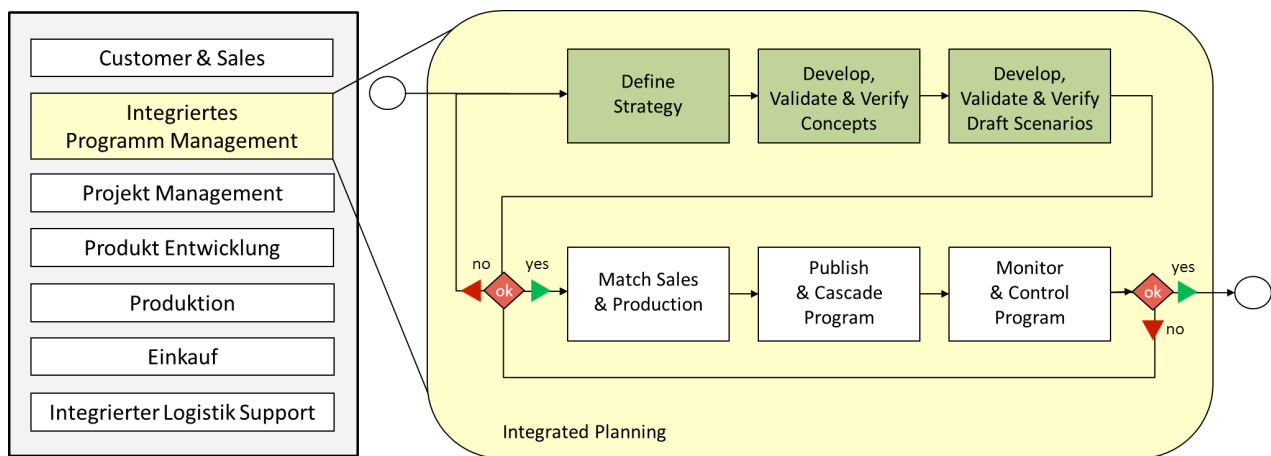 Customer & Sales
Integriertes
Programm Management
Projekt Management
Produkt Entwicklung
Produktion
Einkauf
Integrierter Logistik Support
Define
Strategy
Develop,
Validate & Verify
Concepts
Develop,
Validate & Verify
Draft Scenarios
no
ok
yes
Match Sales
& Production
Publish
& Cascade
Program
Monitor
& Control
Program
ok
yes
no
Integrated Planning